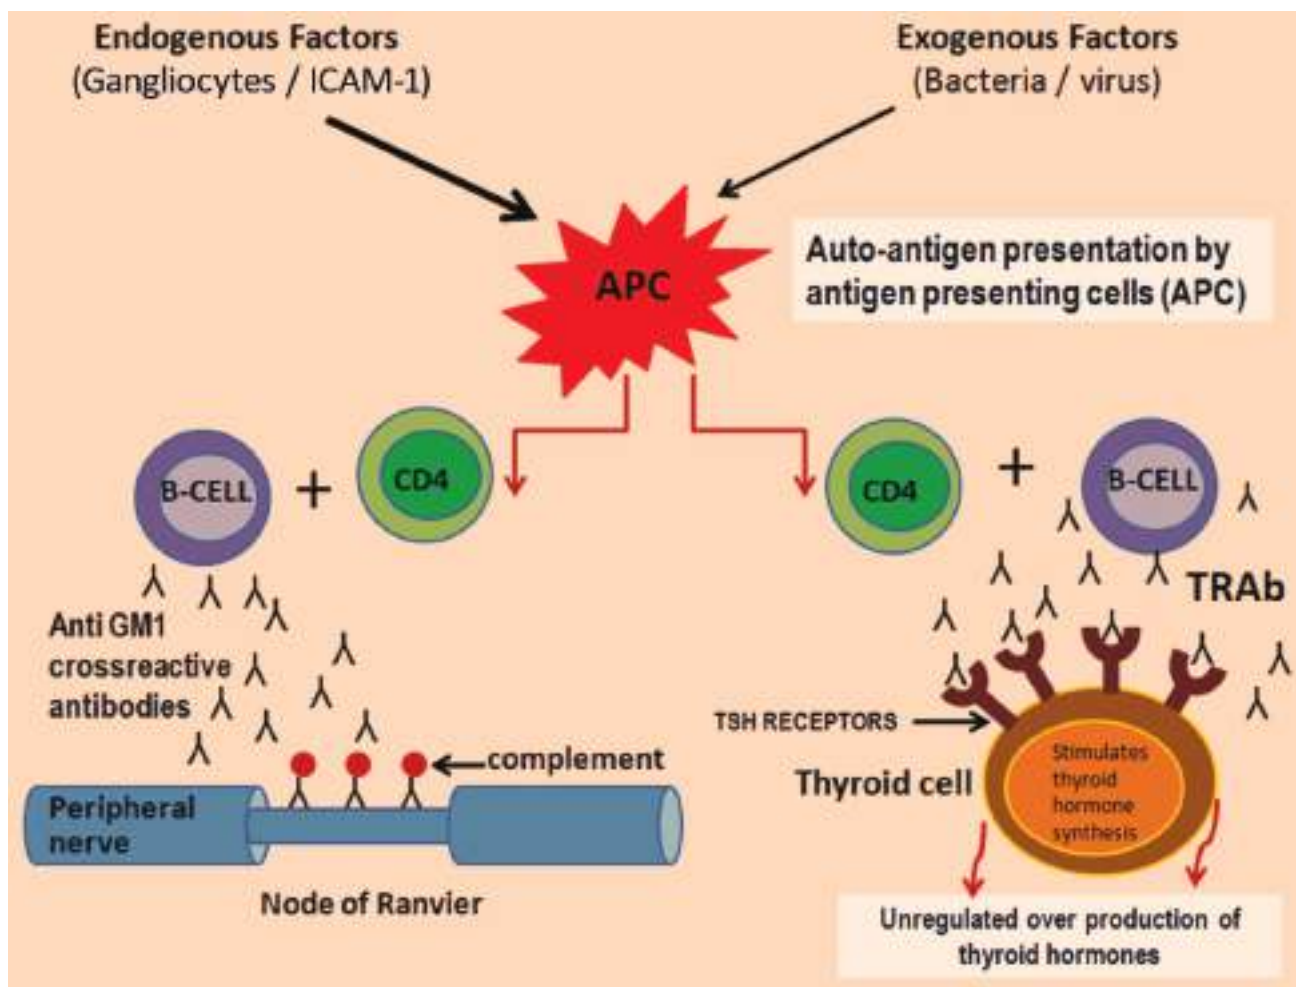 Endogenous Factors
(Gangliocytes / ICAM-1)
Exogenous Factors
(Bacteria / virus)
APC
Auto-antigen presentation by
antigen presenting cells (APC)
B-CELL
+
CD4
CD4
+
B-CELL
TRAb
Anti GM1
crossreactive
antibodies
TSH RECEPTORS
complement
Thyroid cell
Stimulates
thyroid
hormone
synthesis
Peripheral
nerve
Node of Ranvier
Unregulated over production of
thyroid hormones